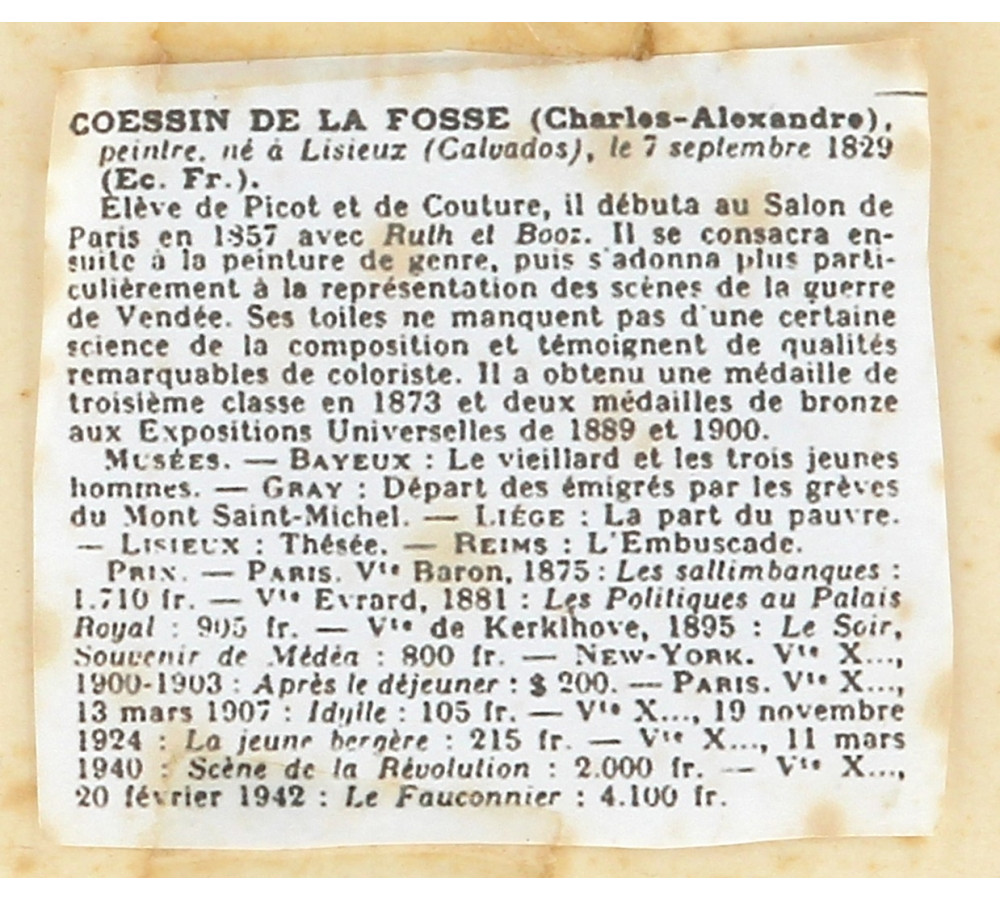 COESSIN DE LA FOSSE (Charles-Alexandre),
peintre, né à Lisieux (Calvados), le 7 septembre 1829
(Ec. Fr.).
Elève de Picot et de Couture, il débuta au Salon de
Paris en 1857 avec Ruth et Booz. Il se consacra en-
suite à la peinture de genre, puis s'adonna plus parti-
culièrement à la représentation des scènes de la guerre
de Vendée. Ses toiles ne manquent pas d'une certaine
science de la composition et témoignent de qualités
remarquables de coloriste. Il a obtenu une médaille de
troisième classe en 1873 et deux médailles de bronze
aux Expositions Universelles de 1889 et 1900.
MUSÉES. — BAYEUX : Le vieillard et les trois jeunes
hommes. — GRAY : Départ des émigrés par les grèves
du Mont Saint-Michel. — LIÉGE : La part du pauvre.
— LISIEUX : Thésée. — REIMS : L'Embuscade.
PRIX. — PARIS. Vte Baron, 1875 : Les saltimbanques :
1.710 fr. — Vte Evrard, 1881 : Les Politiques au Palais
Royal : 905 fr. — Vte de Kerklhove, 1895 : Le Soir,
Souvenir de Médéa : 800 fr. — NEW-YORK. Vte X...,
1900-1903 : Après le déjeuner : $ 200. — PARIS. Vte X...,
13 mars 1907 : Idylle : 105 fr. — Vte X..., 19 novembre
1924 : La jeune bergère : 215 fr. — Vte X..., 11 mars
1940 : Scène de la Révolution : 2.000 fr. — Vte X...,
20 février 1942 : Le Fauconnier : 4.100 fr.